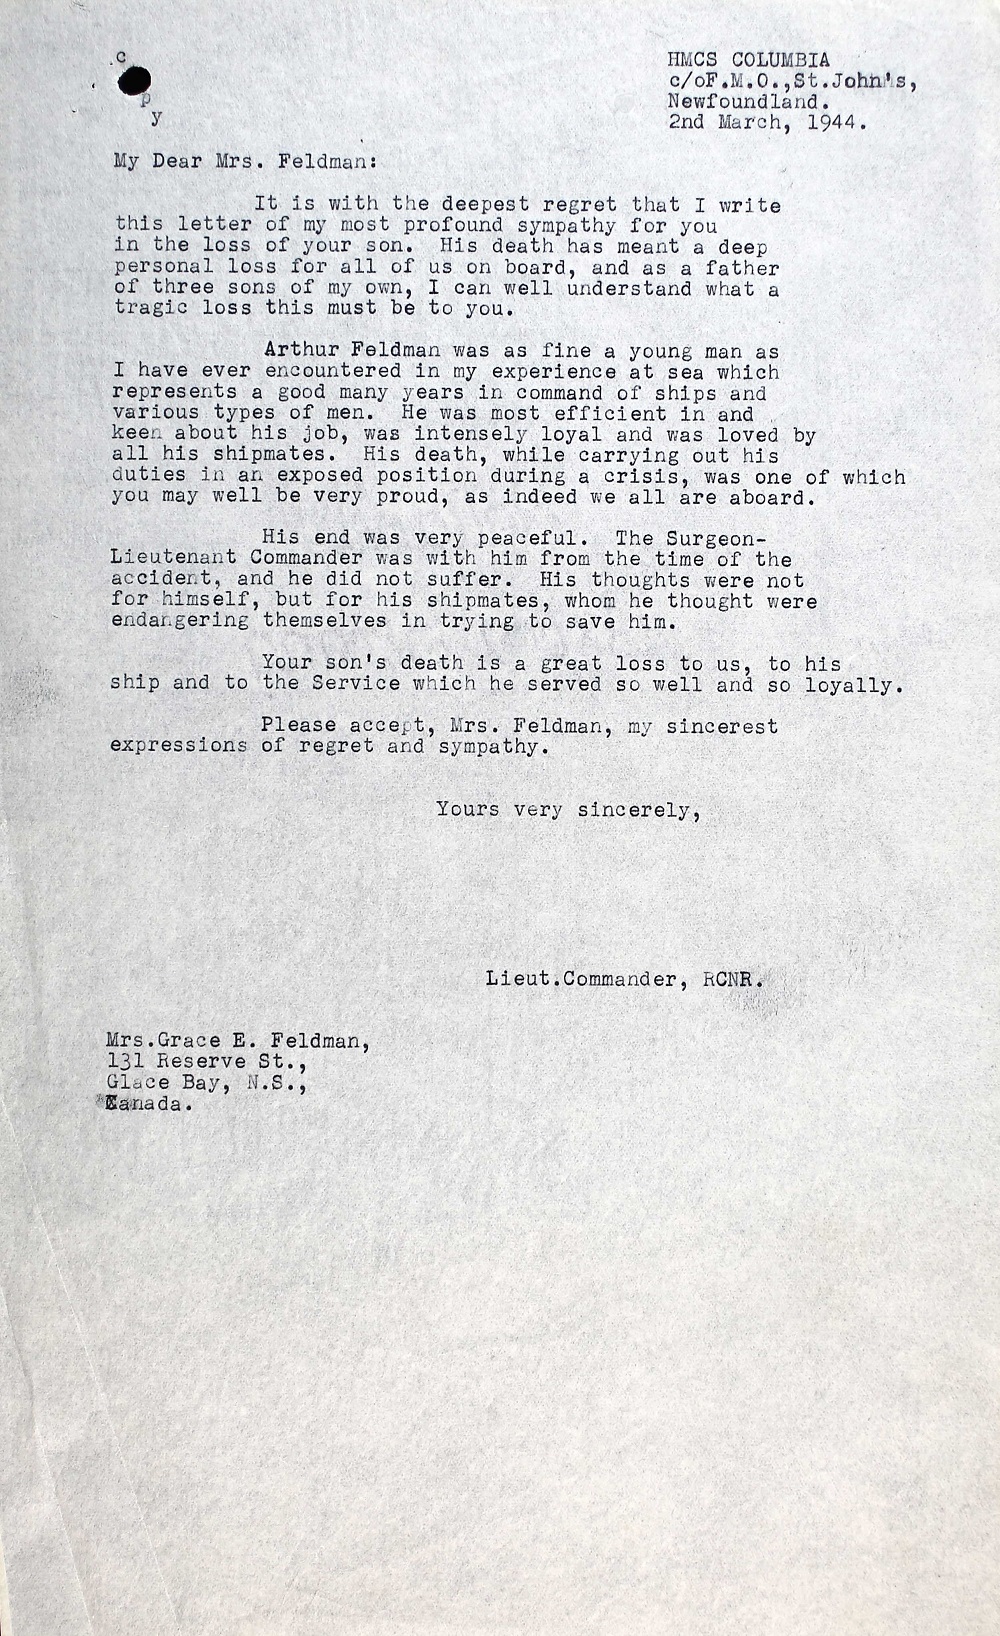 c
p
y
HMCS COLUMBIA
c/oF.M.O.,St.John's,
Newfoundland.
2nd March, 1944.
My Dear Mrs. Feldman:
It is with the deepest regret that I write
this letter of my most profound sympathy for you
in the loss of your son. His death has meant a deep
personal loss for all of us on board, and as a father
of three sons of my own, I can well understand what a
tragic loss this must be to you.
Arthur Feldman was as fine a young man as
I have ever encountered in my experience at sea which
represents a good many years in command of ships and
various types of men. He was most efficient in and
keen about his job, was intensely loyal and was loved by
all his shipmates. His death, while carrying out his
duties in an exposed position during a crisis, was one of which
you may well be very proud, as indeed we all are aboard.
His end was very peaceful. The Surgeon-
Lieutenant Commander was with him from the time of the
accident, and he did not suffer. His thoughts were not
for himself, but for his shipmates, whom he thought were
endangering themselves in trying to save him.
Your son's death is a great loss to us, to his
ship and to the Service which he served so well and so loyally.
Please accept, Mrs. Feldman, my sincerest
expressions of regret and sympathy.
Yours very sincerely,
Lieut.Commander, RCNR.
Mrs.Grace E. Feldman,
131 Reserve St.,
Glace Bay, N.S.,
Canada.